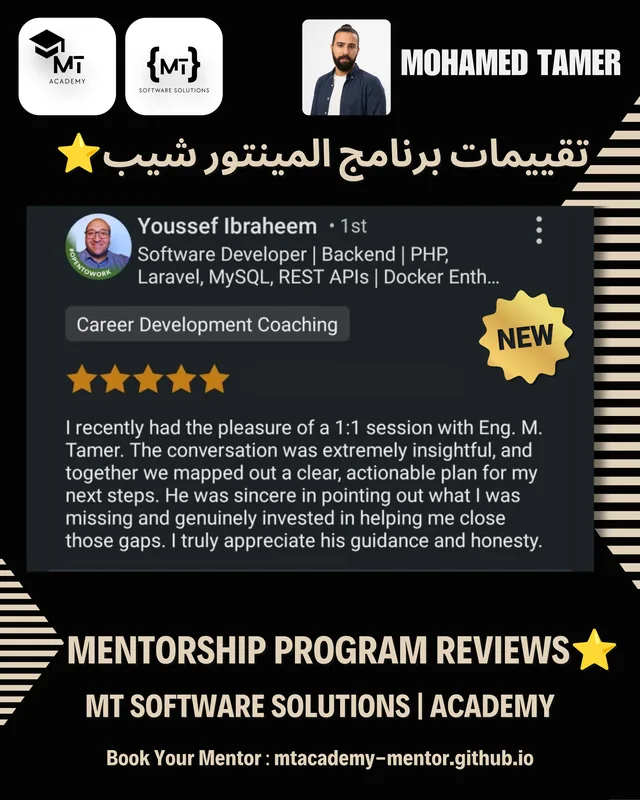 MT
ACADEMY
{MT}
SOFTWARE SOLUTIONS
MOHAMED TAMER
تقييمات برنامج المينتور شيب⭐
Youssef Ibraheem • 1st
Software Developer | Backend | PHP,
Laravel, MySQL, REST APIs | Docker Enth...
#OPENTOWORK
Career Development Coaching
NEW
I recently had the pleasure of a 1:1 session with Eng. M.
Tamer. The conversation was extremely insightful, and
together we mapped out a clear, actionable plan for my
next steps. He was sincere in pointing out what I was
missing and genuinely invested in helping me close
those gaps. I truly appreciate his guidance and honesty.
MENTORSHIP PROGRAM REVIEWS⭐
MT SOFTWARE SOLUTIONS | ACADEMY
Book Your Mentor : mtacademy-mentor.github.io